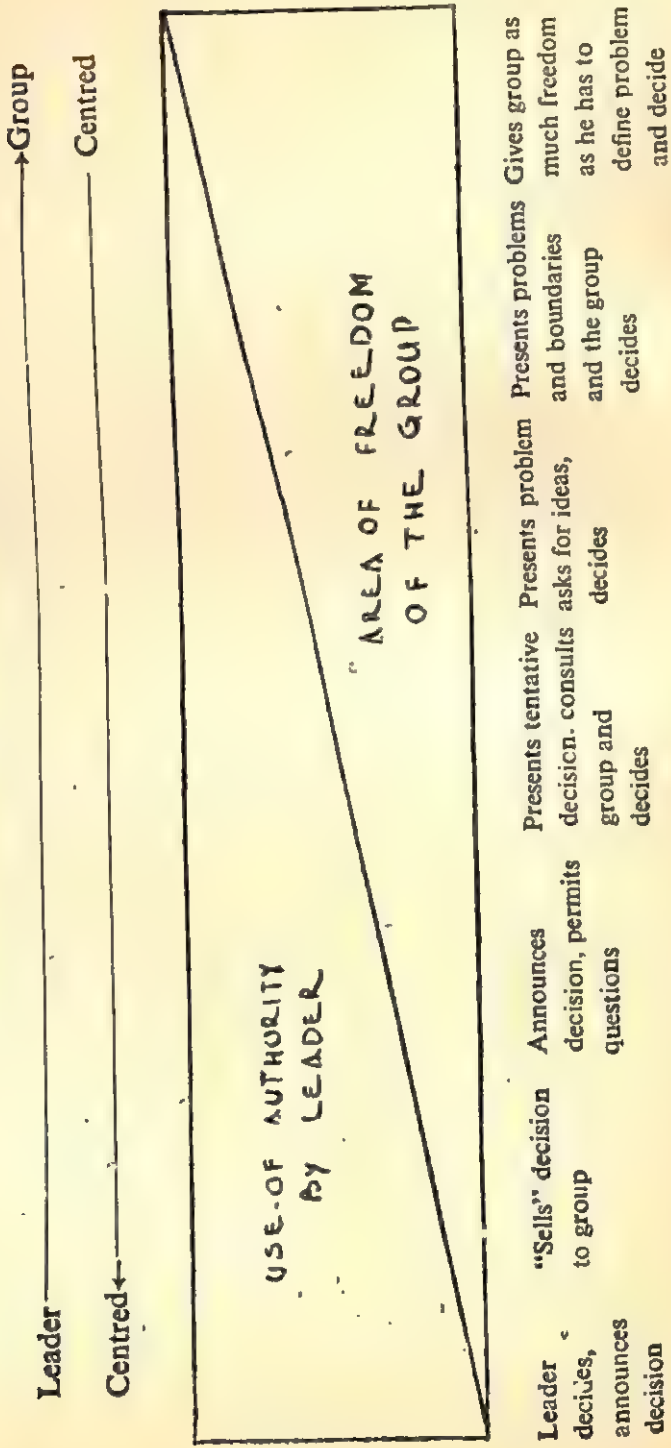 Leader → Group
Centred ← Centred
USE OF AUTHORITY
BY LEADER
AREA OF FREEDOM
OF THE GROUP
Leader
decides,
announces
decision
“Sells” decision
to group
Announces
decision, permits
questions
Presents tentative
decision. consults
group and
decides
Presents problem
asks for ideas,
decides
Presents problems
and boundaries
and the group
decides
Gives group as
much freedom
as he has to
define problem
and decide